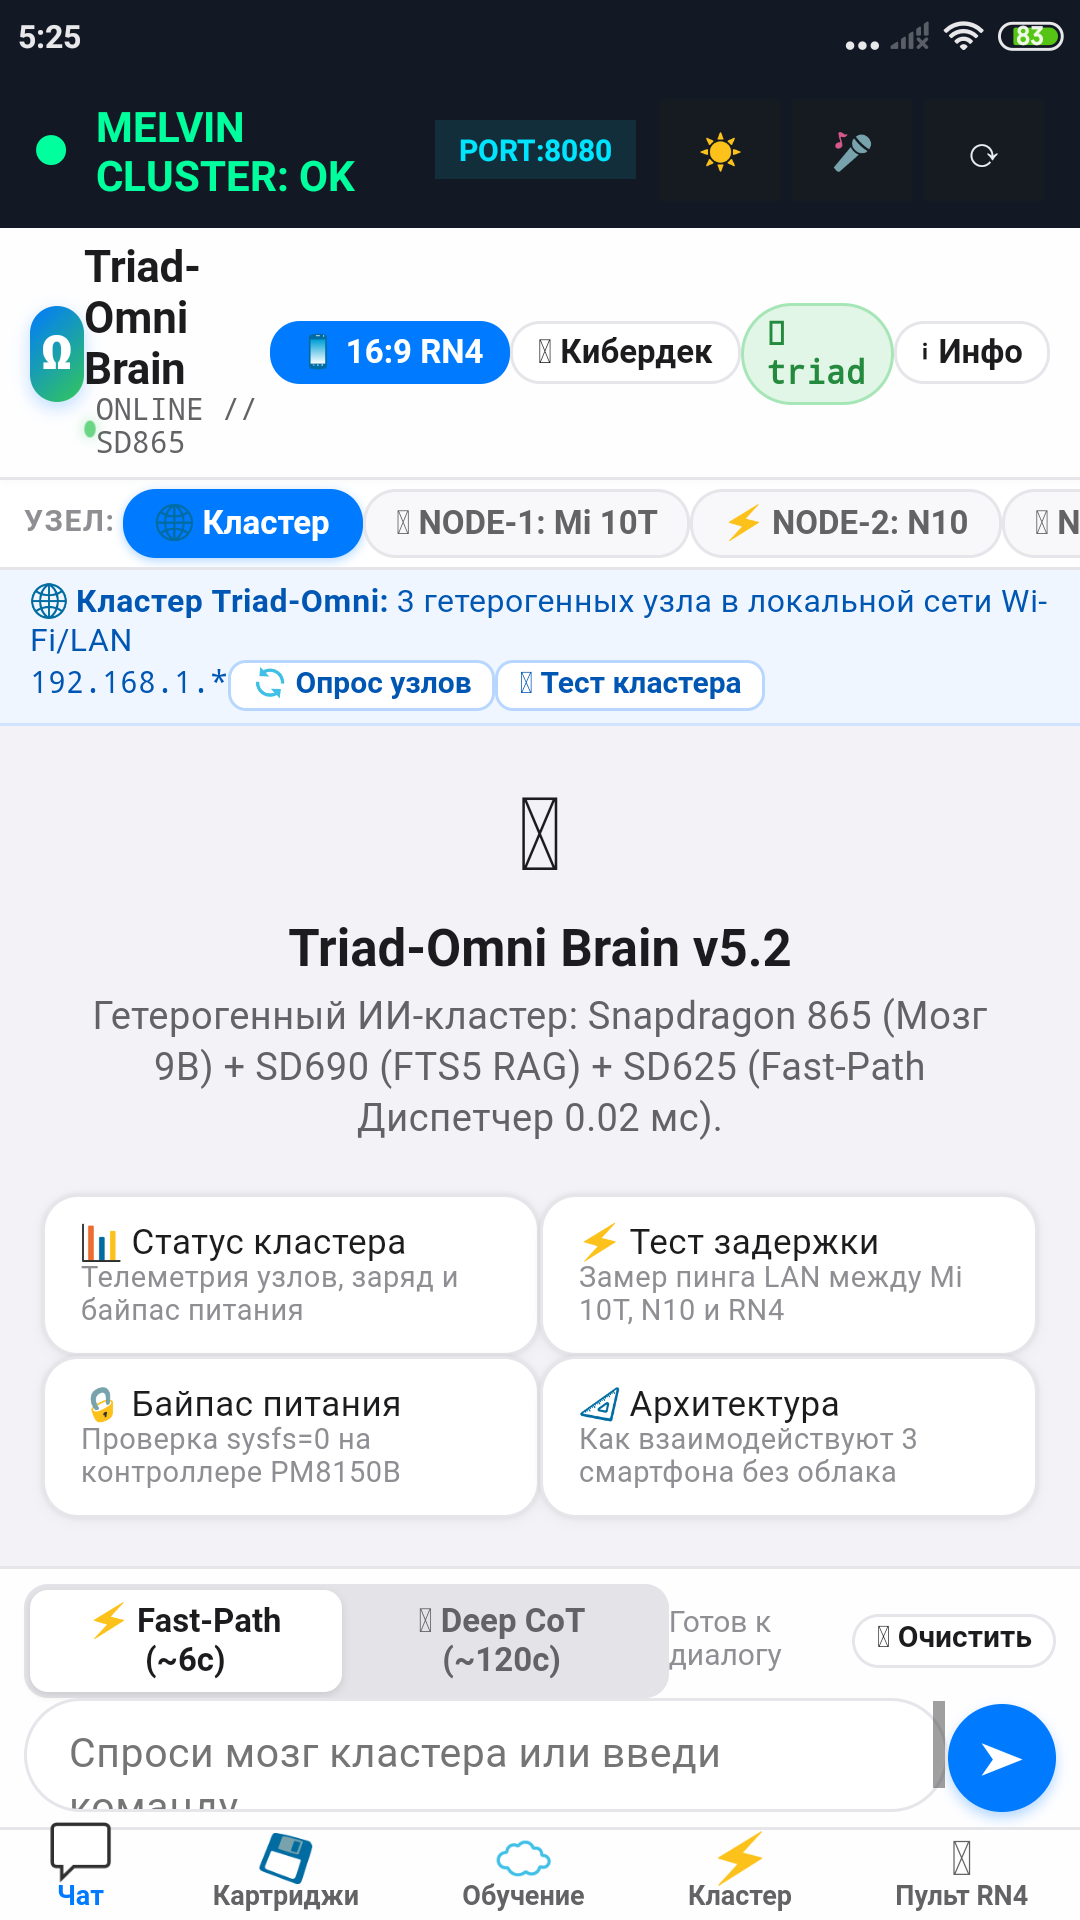 5:25
83
MELVIN
CLUSTER: OK
PORT:8080
Triad-
Omni
Brain
ONLINE //
SD865
Ω
16:9 RN4
Кибердек
triad
i Инфо
УЗЕЛ:
Кластер
NODE-1: Mi 10T
NODE-2: N10
N
Кластер Triad-Omni: 3 гетерогенных узла в локальной сети Wi-
Fi/LAN
192.168.1.*
Опрос узлов
Тест кластера
Triad-Omni Brain v5.2
Гетерогенный ИИ-кластер: Snapdragon 865 (Мозг
9B) + SD690 (FTS5 RAG) + SD625 (Fast-Path
Диспетчер 0.02 мс).
Статус кластера
Телеметрия узлов, заряд и
байпас питания
Тест задержки
Замер пинга LAN между Mi
10T, N10 и RN4
Байпас питания
Проверка sysfs=0 на
контроллере PM8150B
Архитектура
Как взаимодействуют 3
смартфона без облака
Fast-Path
(~6с)
Deep CoT
(~120с)
Готов к
диалогу
Очистить
Спроси мозг кластера или введи
команду
Чат
Картриджи
Обучение
Кластер
Пульт RN4